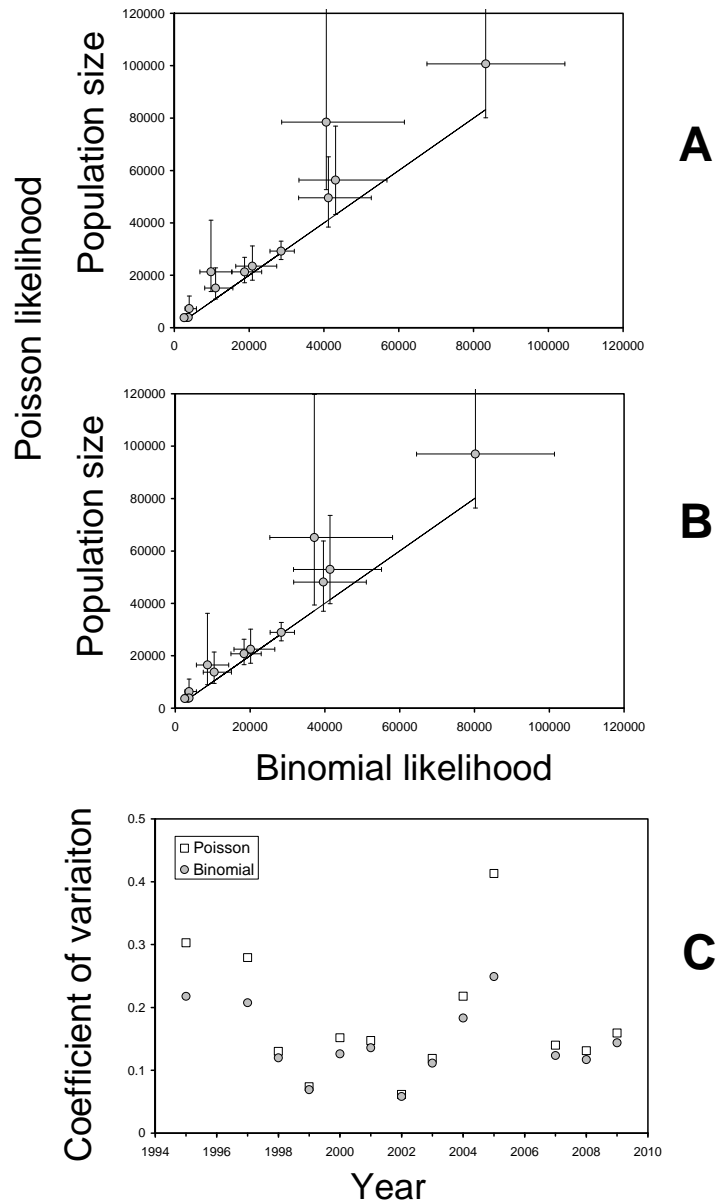 Poisson likelihood
Population size
120000
100000
80000
60000
40000
20000
0
0 20000 40000 60000 80000 100000 120000
A
Population size
120000
100000
80000
60000
40000
20000
0
0 20000 40000 60000 80000 100000 120000
B
Binomial likelihood
Coefficient of variaiton
0.5
0.4
0.3
0.2
0.1
0
Poisson
Binomial
1994 1996 1998 2000 2002 2004 2006 2008 2010
C
Year